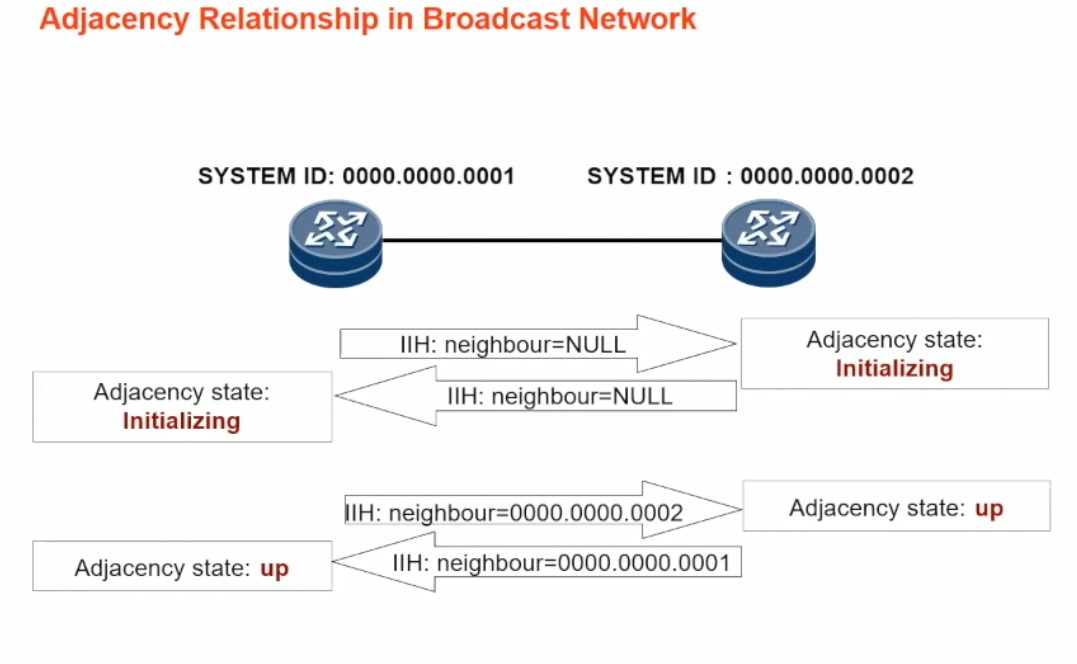 Adjacency Relationship in Broadcast Network
SYSTEM ID: 0000.0000.0001
SYSTEM ID : 0000.0000.0002
IIH: neighbour=NULL
Adjacency state:
Initializing
IIH: neighbour=NULL
Adjacency state:
Initializing
IIH: neighbour=0000.0000.0002
Adjacency state: up
IIH: neighbour=0000.0000.0001
Adjacency state: up